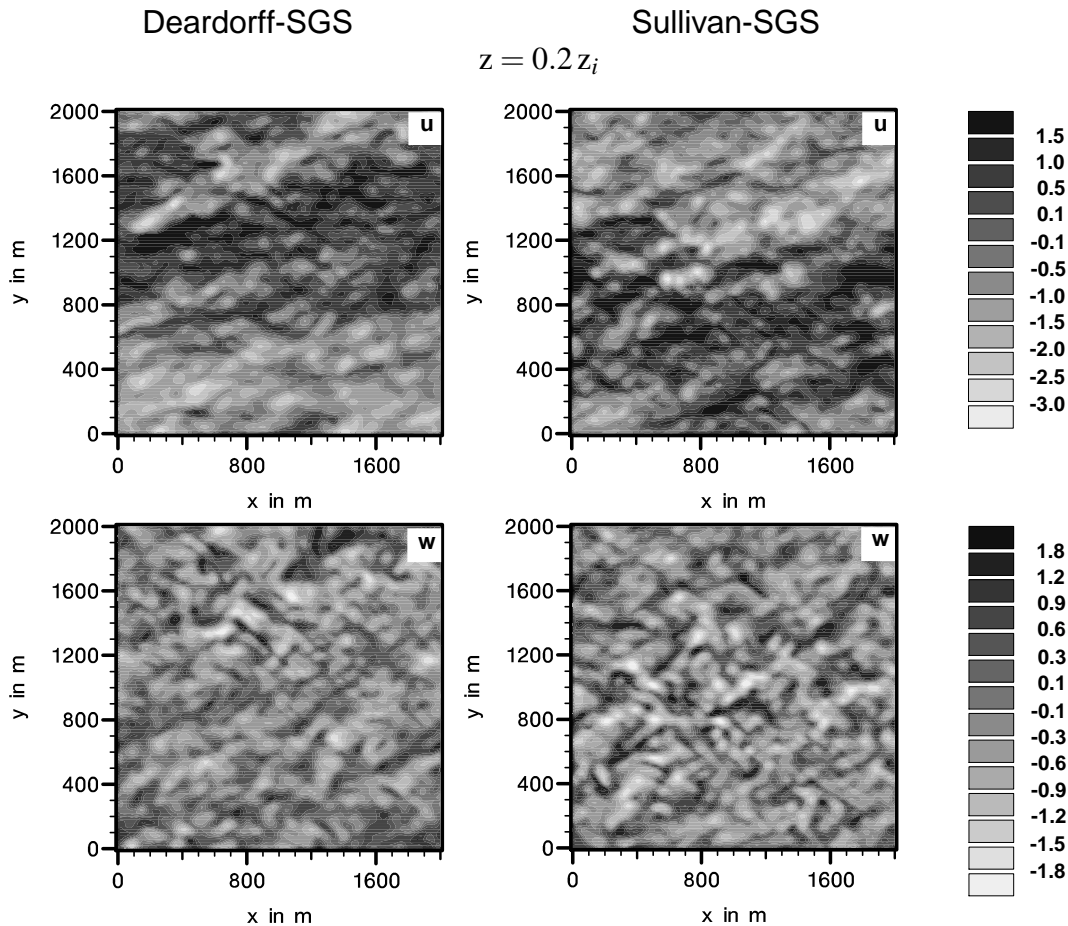 Deardorff-SGS Sullivan-SGS
z = 0.2 z_i
2000
1600
1200
800
400
0
y in m
u
0 800 1600
x in m
2000
1600
1200
800
400
0
y in m
u
0 800 1600
x in m
1.5
1.0
0.5
0.1
-0.1
-0.5
-1.0
-1.5
-2.0
-2.5
-3.0
2000
1600
1200
800
400
0
y in m
w
0 800 1600
x in m
2000
1600
1200
800
400
0
y in m
w
0 800 1600
x in m
1.8
1.2
0.9
0.6
0.3
0.1
-0.1
-0.3
-0.6
-0.9
-1.2
-1.5
-1.8